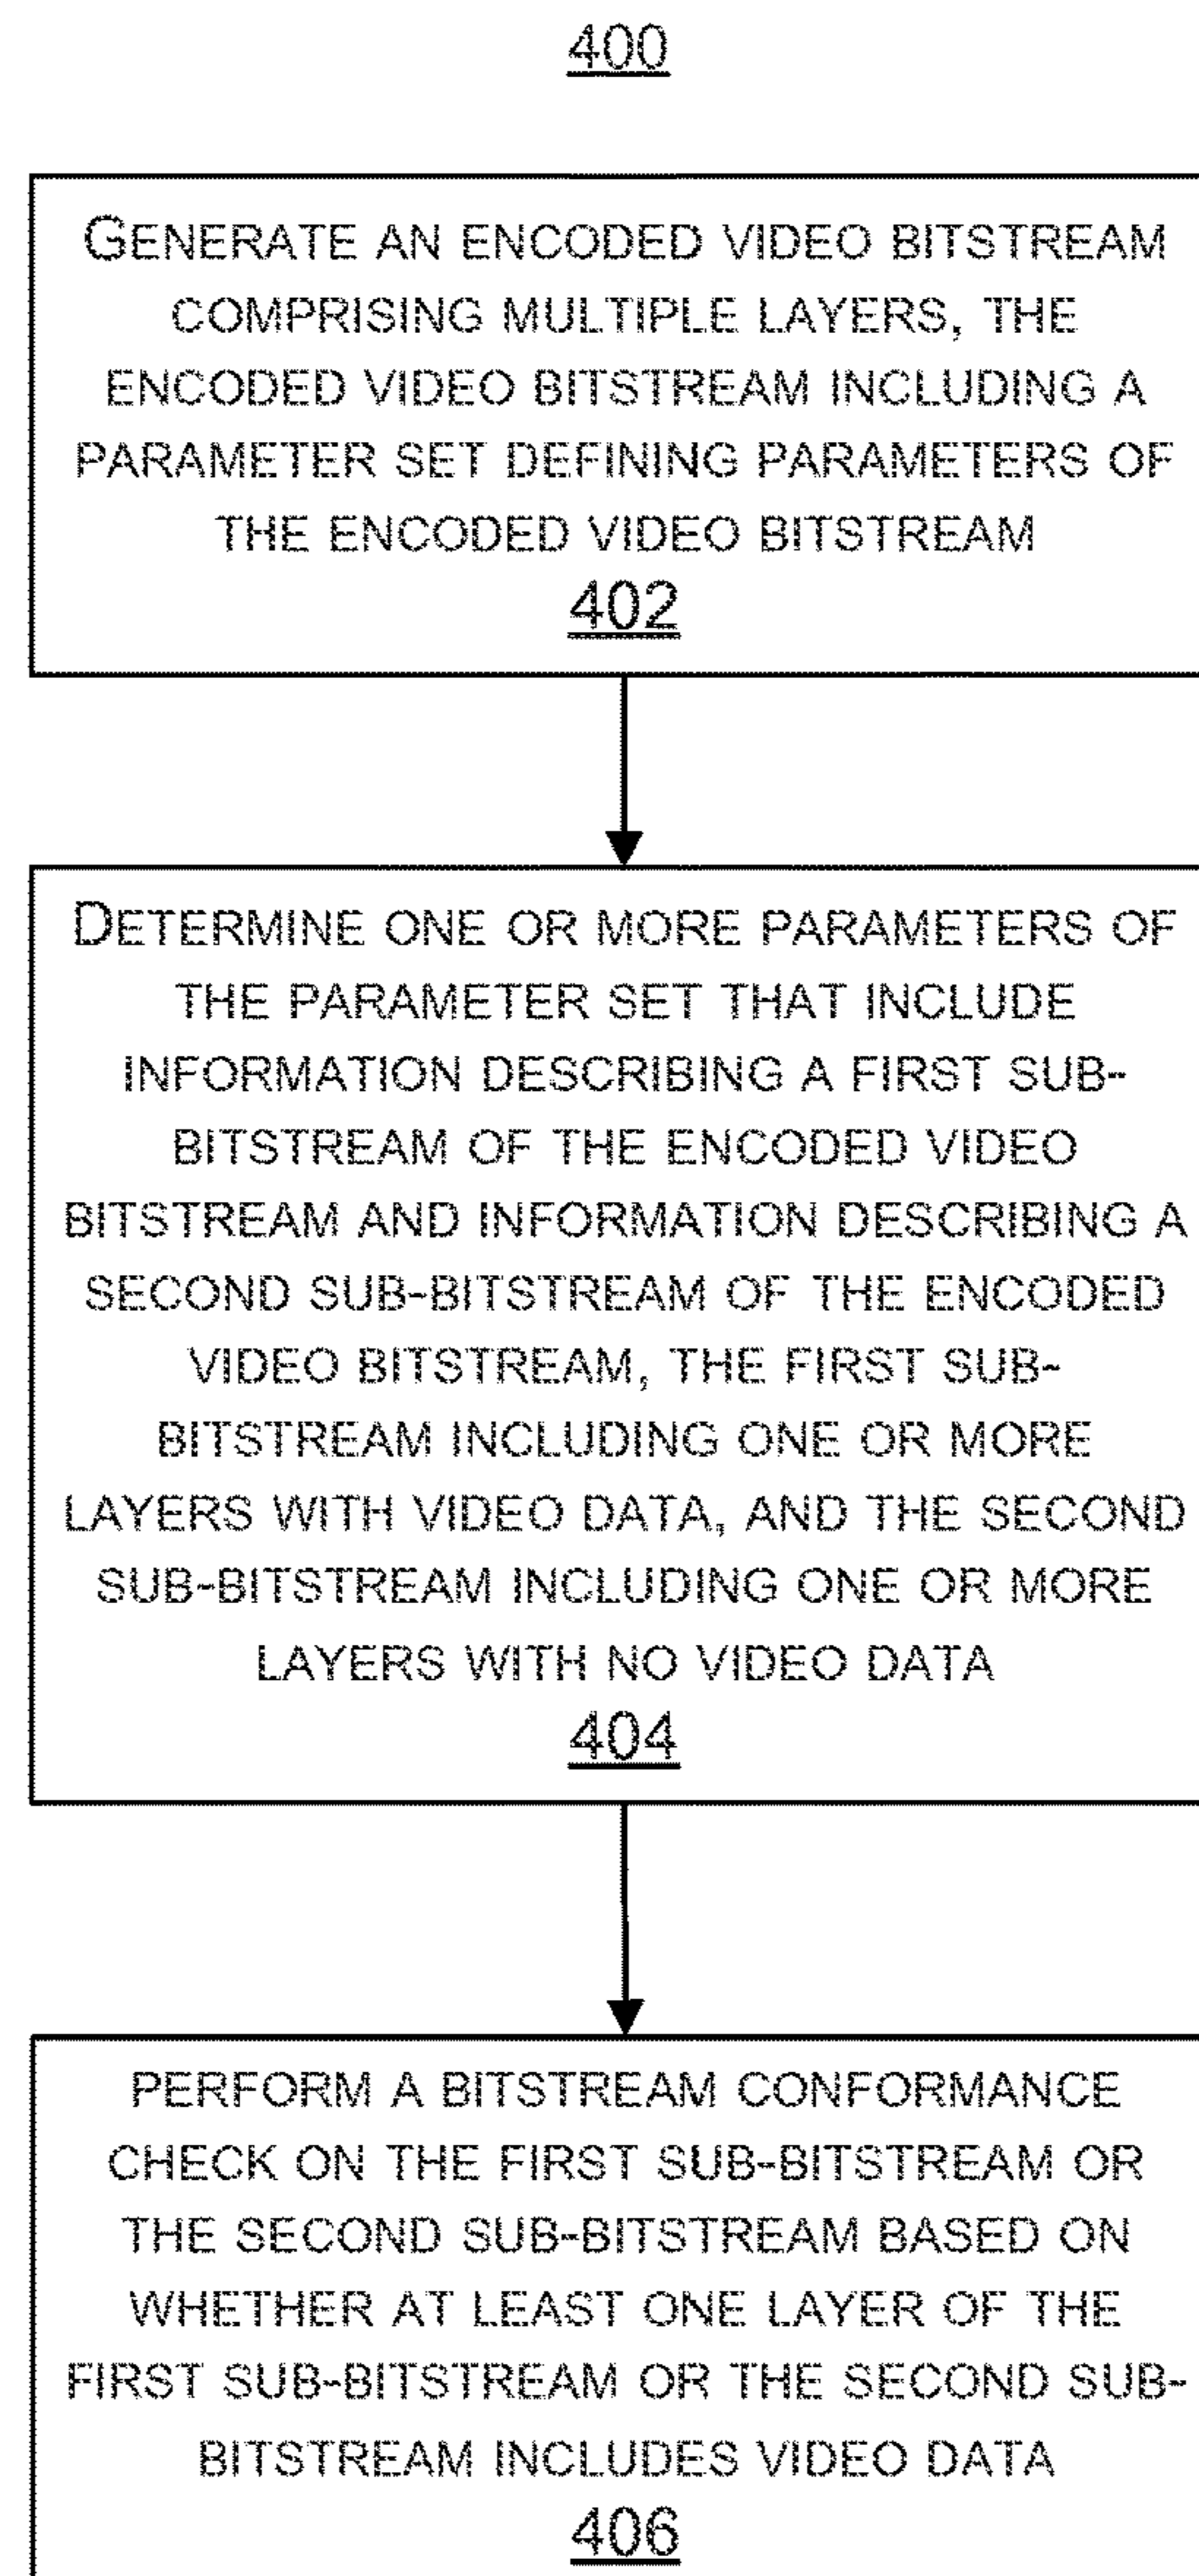 400
GENERATE AN ENCODED VIDEO BITSTREAM
COMPRISING MULTIPLE LAYERS, THE
ENCODED VIDEO BITSTREAM INCLUDING A
PARAMETER SET DEFINING PARAMETERS OF
THE ENCODED VIDEO BITSTREAM
402
DETERMINE ONE OR MORE PARAMETERS OF
THE PARAMETER SET THAT INCLUDE
INFORMATION DESCRIBING A FIRST SUB-
BITSTREAM OF THE ENCODED VIDEO
BITSTREAM AND INFORMATION DESCRIBING A
SECOND SUB-BITSTREAM OF THE ENCODED
VIDEO BITSTREAM, THE FIRST SUB-
BITSTREAM INCLUDING ONE OR MORE
LAYERS WITH VIDEO DATA, AND THE SECOND
SUB-BITSTREAM INCLUDING ONE OR MORE
LAYERS WITH NO VIDEO DATA
404
PERFORM A BITSTREAM CONFORMANCE
CHECK ON THE FIRST SUB-BITSTREAM OR
THE SECOND SUB-BITSTREAM BASED ON
WHETHER AT LEAST ONE LAYER OF THE
FIRST SUB-BITSTREAM OR THE SECOND SUB-
BITSTREAM INCLUDES VIDEO DATA
406